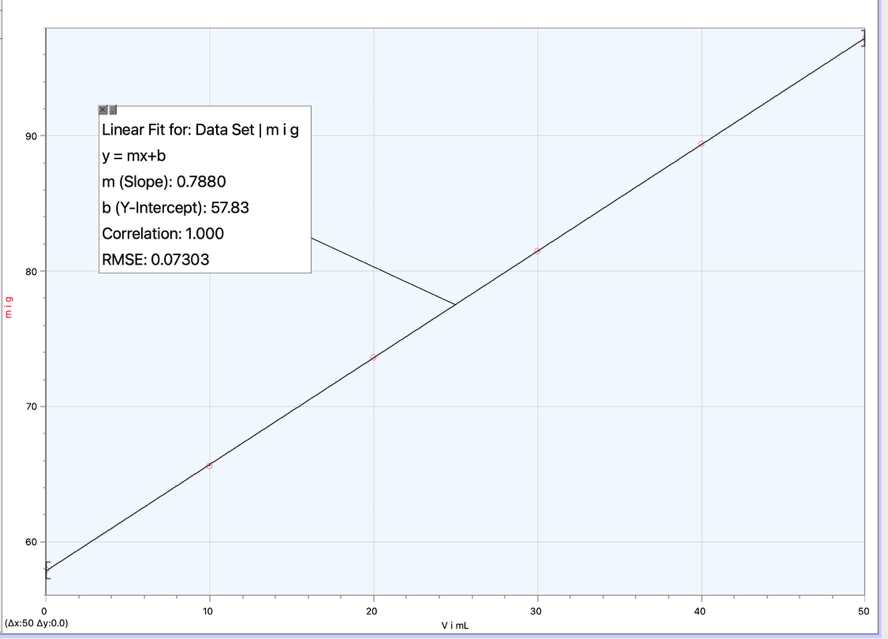 90
80
70
60
m i g
Linear Fit for: Data Set | m i g
y = mx+b
m (Slope): 0.7880
b (Y-Intercept): 57.83
Correlation: 1.000
RMSE: 0.07303
0 10 20 30 40 50
(Δx:50 Δy:0.0)
V i mL